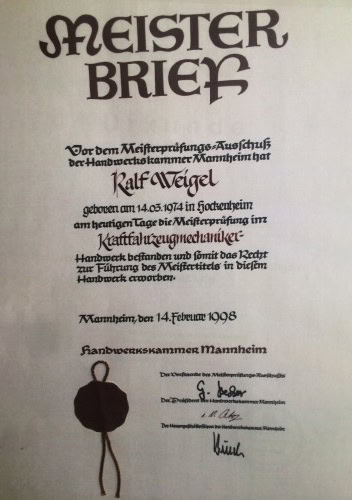 MEISTER
BRIEF
Vor dem Meisterprüfungs-Ausschuß
der Handwerkskammer Mannheim hat
Ralf Weigel
geboren am 14.03.1974 in Hockenheim
am heutigen Tage die Meisterprüfung im
Kraftfahrzeugmechaniker-
Handwerk bestanden und somit das Recht
zur Führung des Meistertitels in diesem
Handwerk erworben.
Mannheim, den 14. Februar 1998
Handwerkskammer Mannheim
Der Vorsitzende des Meisterprüfungs-Ausschusses
Der Präsident der Handwerkskammer Mannheim
Der Hauptgeschäftsführer der Handwerkskammer Mannheim